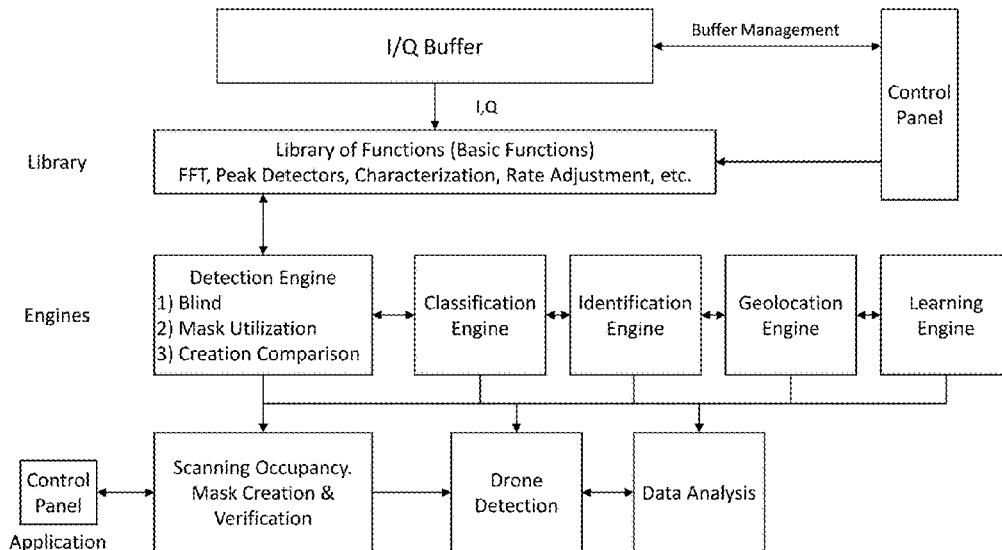 I/Q Buffer
Buffer Management
Control
Panel
I,Q
Library
Library of Functions (Basic Functions)
FFT, Peak Detectors, Characterization, Rate Adjustment, etc.
Engines
Detection Engine
1) Blind
2) Mask Utilization
3) Creation Comparison
Classification
Engine
Identification
Engine
Geolocation
Engine
Learning
Engine
Control
Panel
Application
Scanning Occupancy.
Mask Creation &
Verification
Drone
Detection
Data Analysis